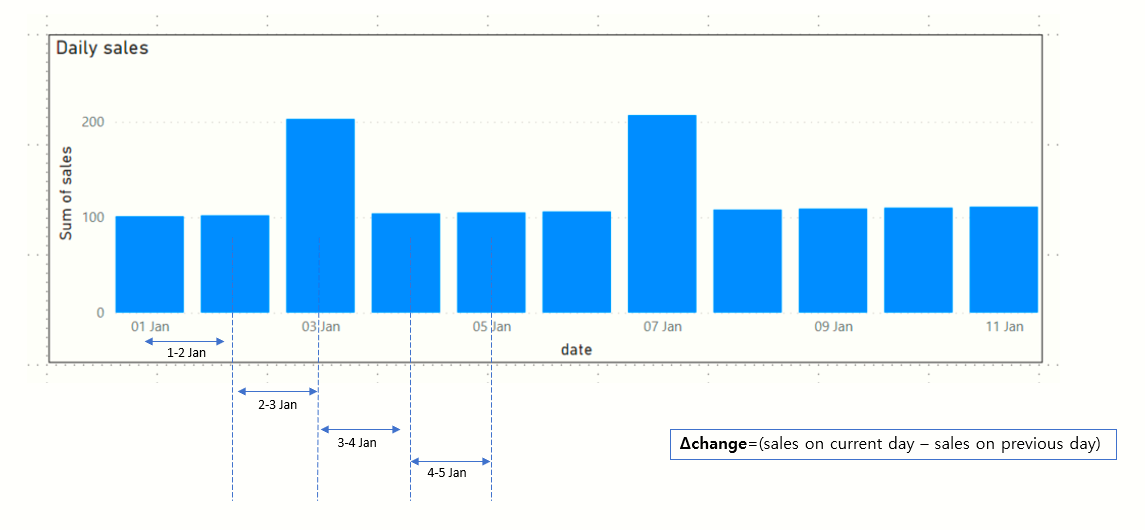 Daily sales
200
100
0
Sum of sales
01 Jan
03 Jan
05 Jan
07 Jan
09 Jan
11 Jan
date
1-2 Jan
2-3 Jan
3-4 Jan
4-5 Jan
Δchange=(sales on current day – sales on previous day)